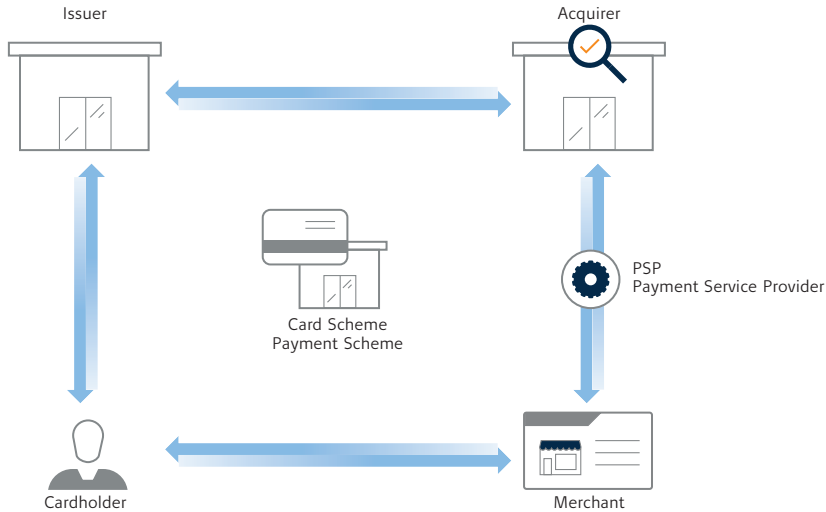 Issuer
Acquirer
PSP
Payment Service Provider
Card Scheme
Payment Scheme
Cardholder
Merchant